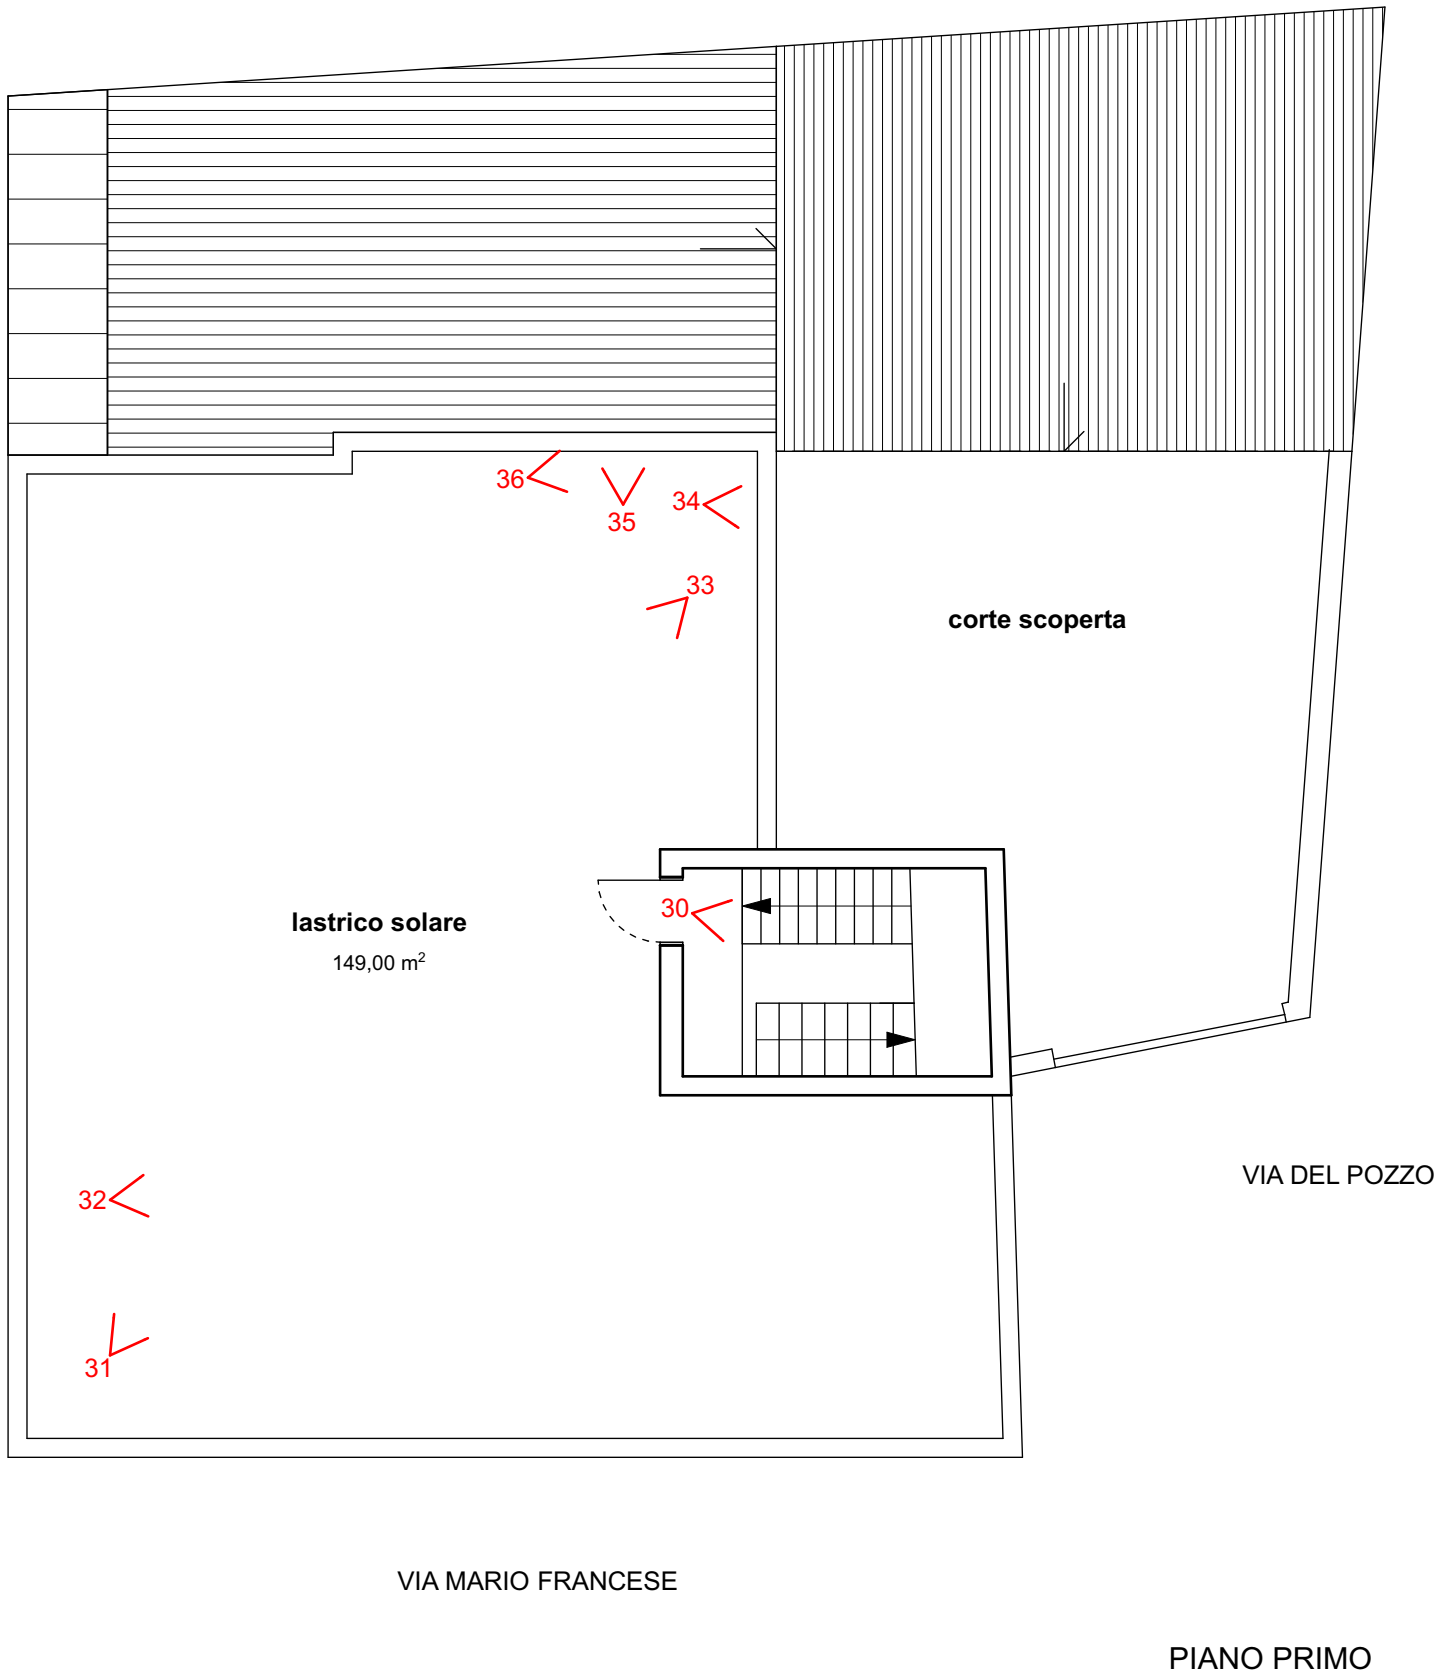 36
34
35
33
corte scoperta
30
lastrico solare
149,00 m²
VIA DEL POZZO
32
31
VIA MARIO FRANCESE
PIANO PRIMO